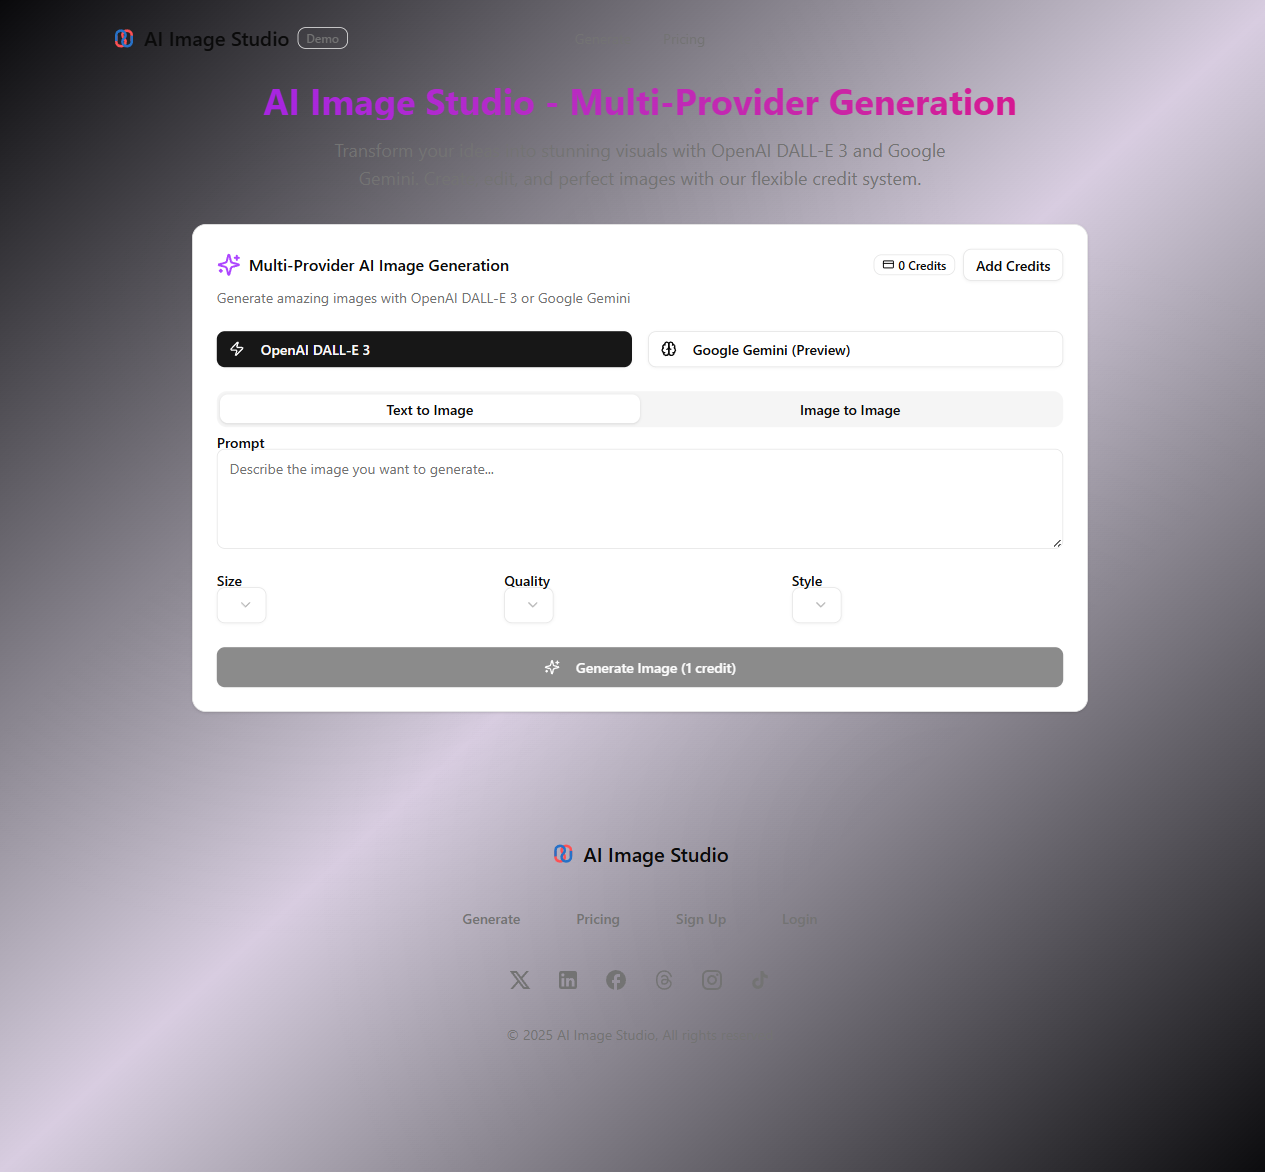 AI Image Studio Demo
Pricing
AI Image Studio - Multi-Provider Generation
Transform your ideas into stunning visuals with OpenAI DALL-E 3 and Google
Gemini. Create, edit, and perfect images with our flexible credit system.
Multi-Provider AI Image Generation
0 Credits
Add Credits
Generate amazing images with OpenAI DALL-E 3 or Google Gemini
OpenAI DALL-E 3
Google Gemini (Preview)
Text to Image
Image to Image
Prompt
Describe the image you want to generate...
Size
Quality
Style
Generate Image (1 credit)
AI Image Studio
Generate
Pricing
Sign Up
Login
© 2025 AI Image Studio. All rights